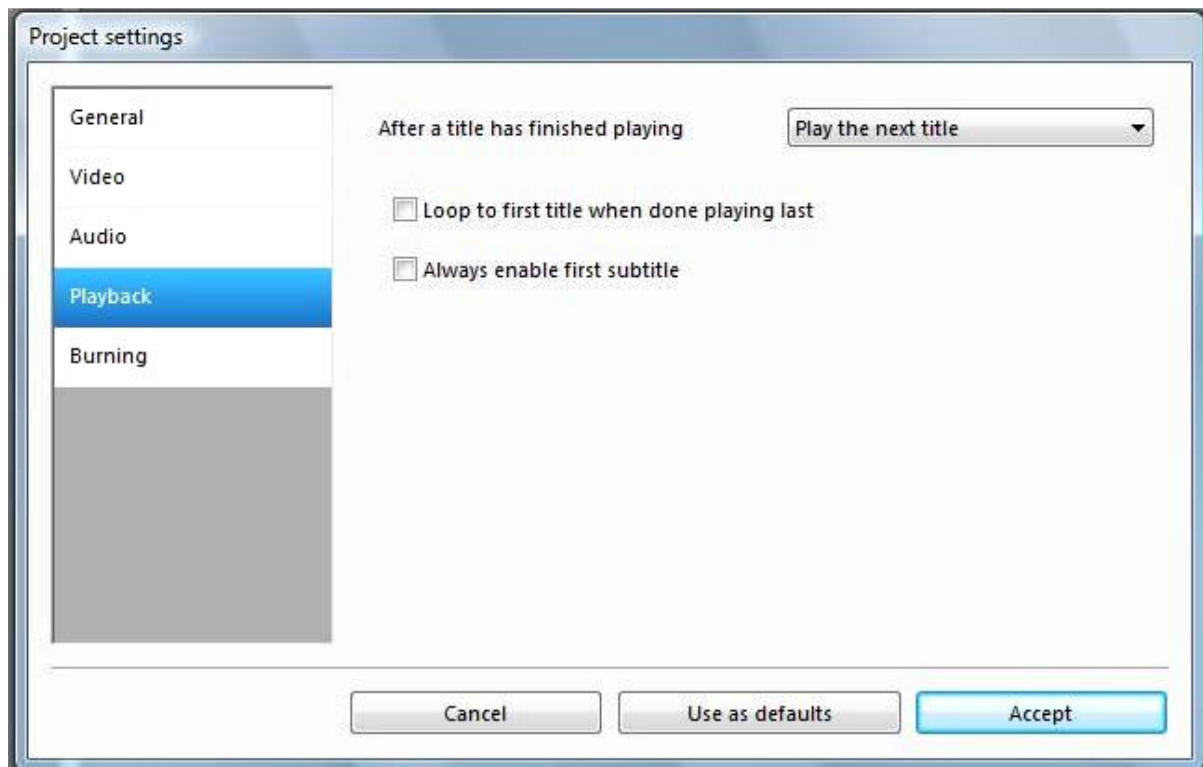 Project settings
General
Video
Audio
Playback
Burning
After a title has finished playing
Play the next title
Loop to first title when done playing last
Always enable first subtitle
Cancel
Use as defaults
Accept